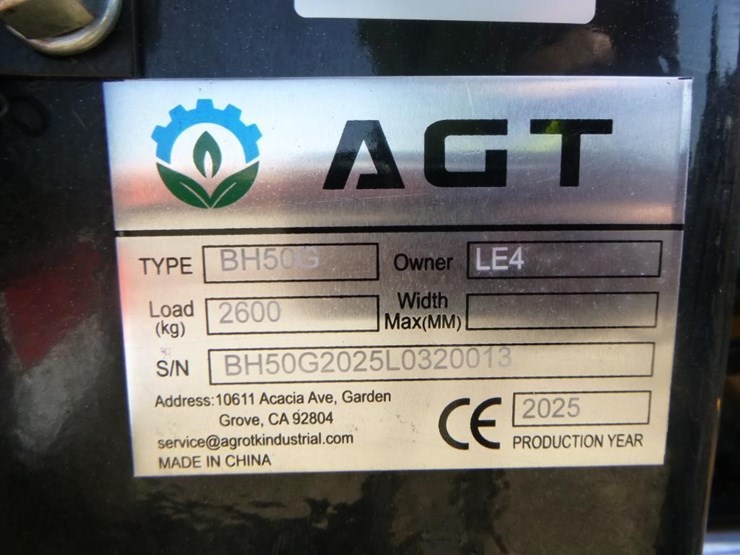 AGT
TYPE BH50G Owner LE4
Load (kg) 2600 Width Max(MM)
S/N BH50G2025L0320013
Address:10611 Acacia Ave, Garden
Grove, CA 92804
service@agrotkindustrial.com
MADE IN CHINA
CE 2025
PRODUCTION YEAR